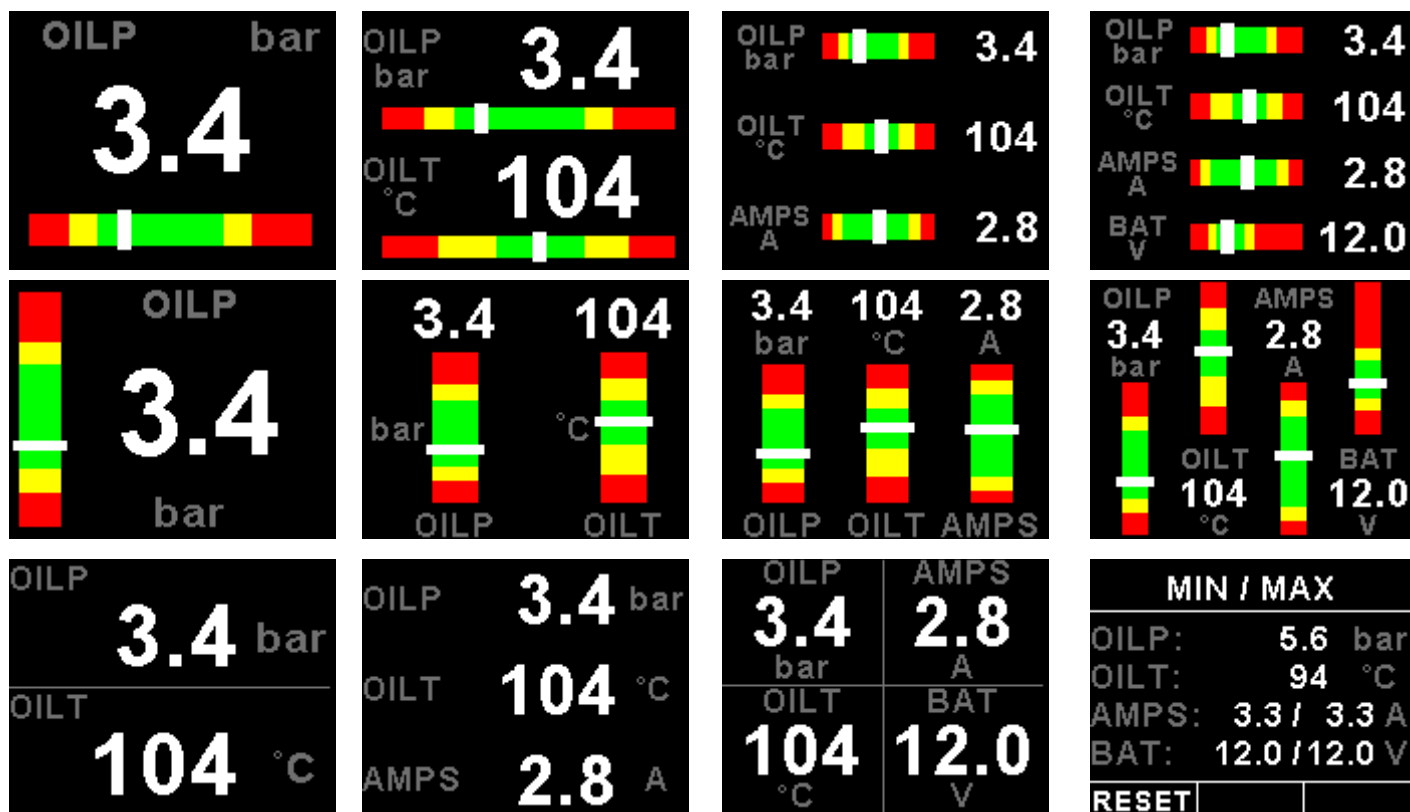 OILP bar
3.4
OILP
bar
3.4
OILT
°C
104
OILP
bar
3.4
OILT
°C
104
AMPS
A
2.8
OILP
bar
3.4
OILT
°C
104
AMPS
A
2.8
BAT
V
12.0
OILP
3.4
bar
3.4 104
bar °C
OILP OILT
3.4 104 2.8
bar °C A
OILP OILT AMPS
OILP AMPS
3.4 2.8
bar A
OILT BAT
104 12.0
°C V
OILP
3.4 bar
OILT
104 °C
OILP 3.4 bar
OILT 104 °C
AMPS 2.8 A
OILP AMPS
3.4 2.8
bar A
OILT BAT
104 12.0
°C V
MIN / MAX
OILP: 5.6 bar
OILT: 94 °C
AMPS: 3.3 / 3.3 A
BAT: 12.0 / 12.0 V
RESET